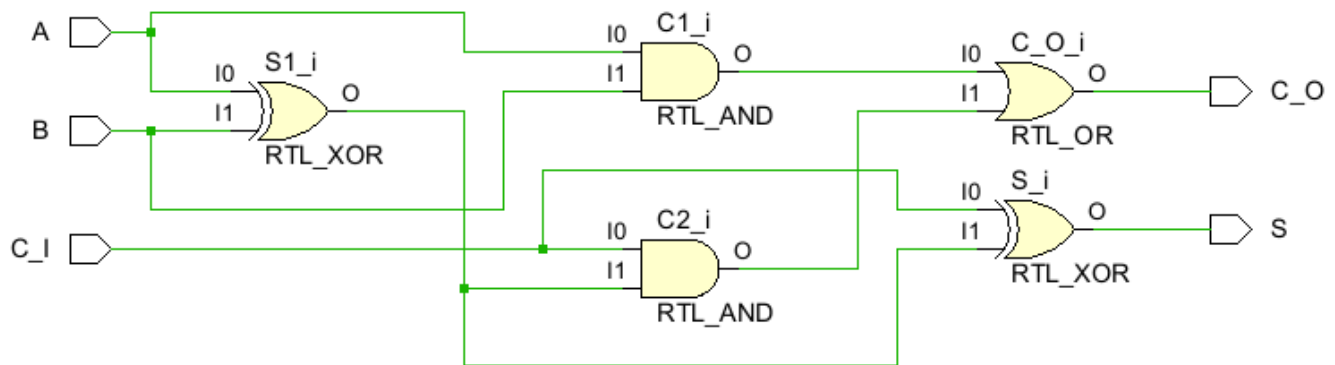 A
B
C_I
S1_i
I0
I1
O
RTL_XOR
C1_i
I0
I1
O
RTL_AND
C2_i
I0
I1
O
RTL_AND
C_O_i
I0
I1
O
RTL_OR
S_i
I0
I1
O
RTL_XOR
C_O
S